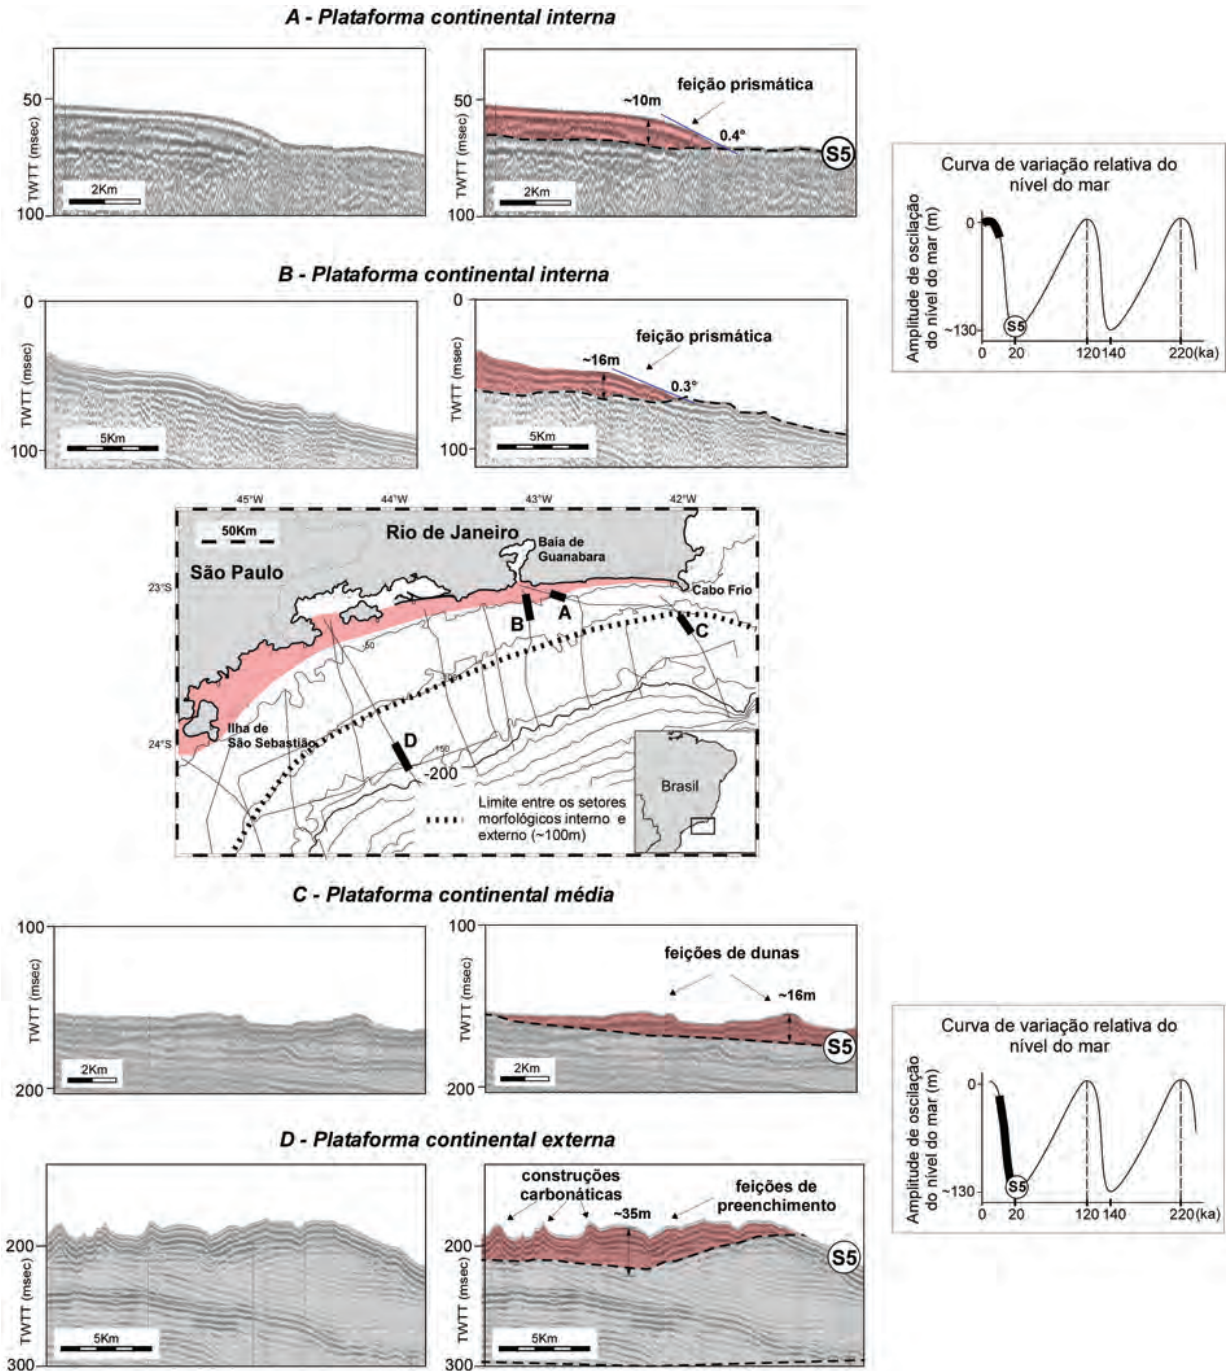 A - Plataforma continental interna
50
100
TWTT (msec)
2Km
feição prismática
~10m
0.4°
S5
50
100
TWTT (msec)
2Km
Curva de variação relativa do
nível do mar
Amplitude de oscilação
do nível do mar (m)
0
~130
S5
0 20 120 140 220(ka)
B - Plataforma continental interna
0
100
TWTT (msec)
5Km
feição prismática
~16m
0.3°
0
100
TWTT (msec)
5Km
45°W 44°W 43°W 42°W
50Km
Rio de Janeiro
Baia de
Guanabara
São Paulo
23°S
Cabo Frio
A
B
C
-50
Ilha de
São Sebastião
24°S
D
-150
-200
Limite entre os setores
morfológicos interno e
externo (~100m)
Brasil
C - Plataforma continental média
100
200
TWTT (msec)
2Km
feições de dunas
~16m
S5
100
200
TWTT (msec)
2Km
Curva de variação relativa do
nível do mar
Amplitude de oscilação
do nível do mar (m)
0
~130
S5
0 20 120 140 220(ka)
D - Plataforma continental externa
200
300
TWTT (msec)
5Km
construções
carbonáticas
~35m
feições de
preenchimento
S5
200
300
TWTT (msec)
5Km